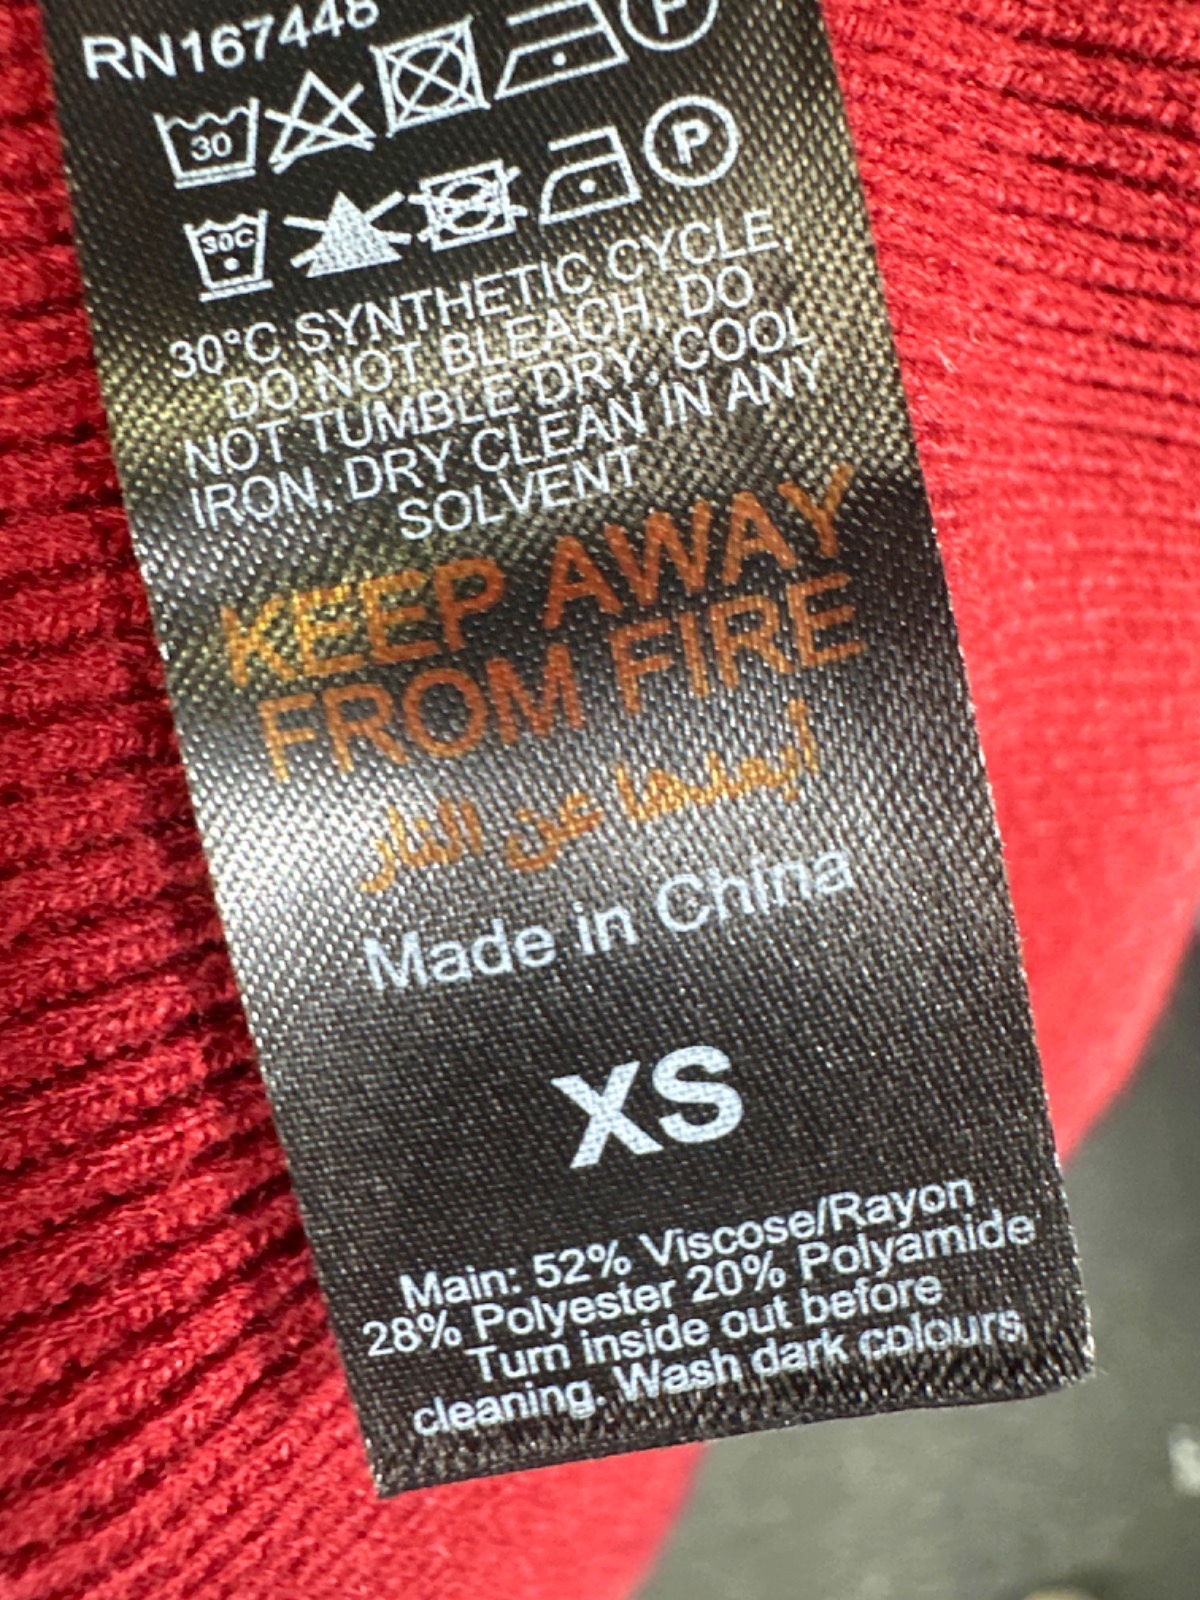 RN167448
30
P
30C
P
30°C SYNTHETIC CYCLE,
DO NOT BLEACH, DO
NOT TUMBLE DRY, COOL
IRON, DRY CLEAN IN ANY
SOLVENT
KEEP AWAY
FROM FIRE
أبعدها عن النار
Made in China
XS
Main: 52% Viscose/Rayon
28% Polyester 20% Polyamide
Turn inside out before
cleaning. Wash dark colours